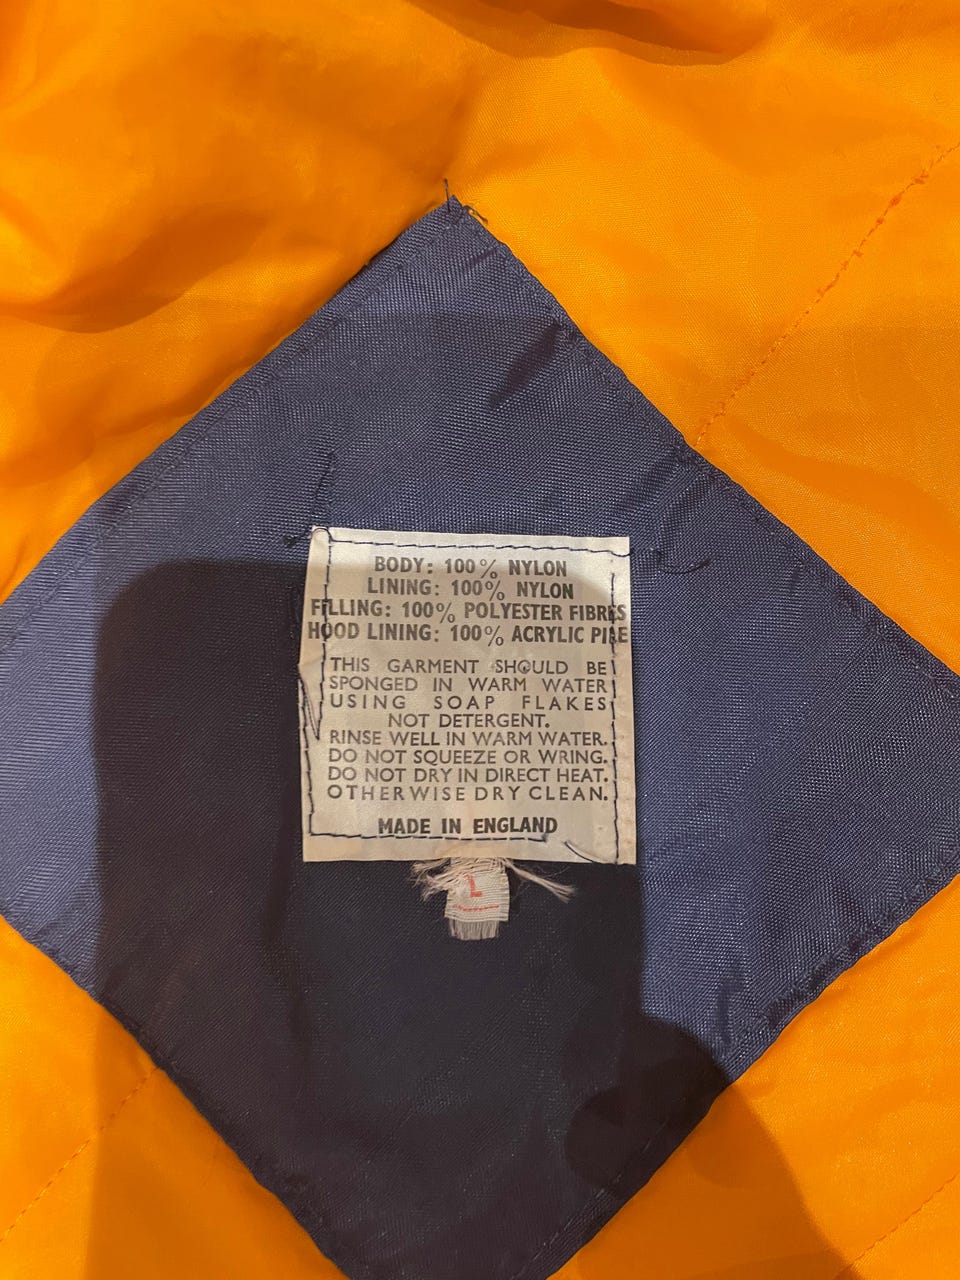 BODY: 100% NYLON
LINING: 100% NYLON
FILLING: 100% POLYESTER FIBRES
HOOD LINING: 100% ACRYLIC PILE
THIS GARMENT SHOULD BE
SPONGED IN WARM WATER
USING SOAP FLAKES
NOT DETERGENT.
RINSE WELL IN WARM WATER.
DO NOT SQUEEZE OR WRING.
DO NOT DRY IN DIRECT HEAT.
OTHERWISE DRY CLEAN.
MADE IN ENGLAND
L